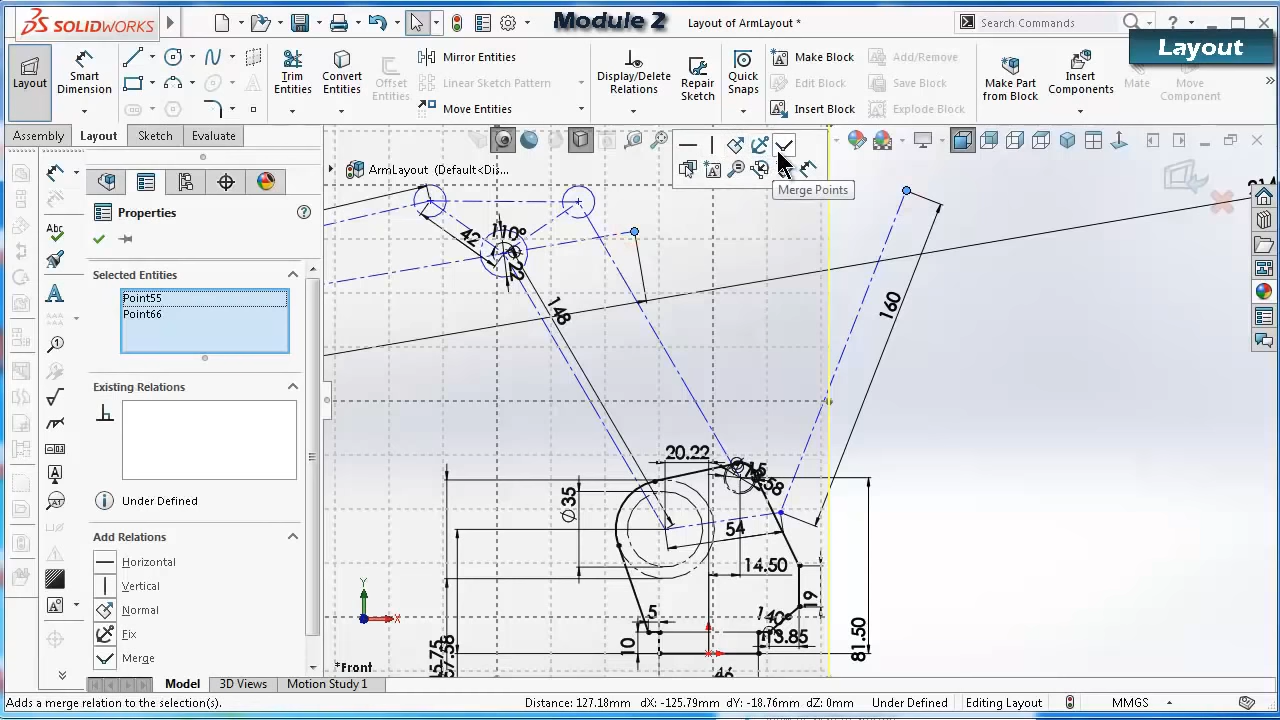 SOLIDWORKS
Module 2
Layout of ArmLayout *
Search Commands
Layout
Layout
Smart
Dimension
Trim
Entities
Convert
Entities
Offset
Entities
Mirror Entities
Linear Sketch Pattern
Move Entities
Display/Delete
Relations
Repair
Sketch
Quick
Snaps
Make Block
Edit Block
Insert Block
Add/Remove
Save Block
Explode Block
Make Part
from Block
Insert
Components
Mate
Move
Component
Assembly
Layout
Sketch
Evaluate
ArmLayout (Default<Dis...
Merge Points
Properties
Selected Entities
Point55
Point66
Existing Relations
Under Defined
Add Relations
Horizontal
Vertical
Normal
Fix
Merge
42
110°
Ø 22
148
160
20.22
Ø 35
54
14.50
19
5
10
140°
13.85
81.50
*Front
Y
X
Model
3D Views
Motion Study 1
Adds a merge relation to the selection(s).
Distance: 127.18mm dX: -125.79mm dY: -18.76mm dZ: 0mm
Under Defined
Editing Layout
MMGS